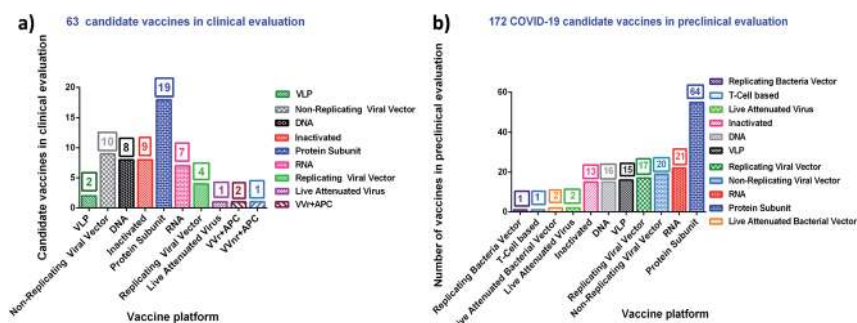 a)
63 candidate vaccines in clinical evaluation
Candidate vaccines in clinical evaluation
20
15
10
5
0
2
10
8
9
19
7
4
1
2
1
VLP
Non-Replicating Viral Vector
DNA
Inactivated
Protein Subunit
RNA
Replicating Viral Vector
Live Attenuated Virus
VVr+APC
VVnr+APC
Vaccine platform
VLP
Non-Replicating Viral Vector
DNA
Inactivated
Protein Subunit
RNA
Replicating Viral Vector
Live Attenuated Virus
VVr+APC
b)
172 COVID-19 candidate vaccines in preclinical evaluation
Number of vaccines in preclinical evaluation
60
40
20
0
1
1
2
2
13
16
15
17
20
21
64
Replicating Bacteria Vector
T-Cell based
Live Attenuated Bacterial Vector
Live Attenuated Virus
Inactivated
DNA
VLP
Replicating Viral Vector
Non-Replicating Viral Vector
RNA
Protein Subunit
Vaccine platform
Replicating Bacteria Vector
T-Cell based
Live Attenuated Virus
Inactivated
DNA
VLP
Replicating Viral Vector
Non-Replicating Viral Vector
RNA
Protein Subunit
Live Attenuated Bacterial Vector